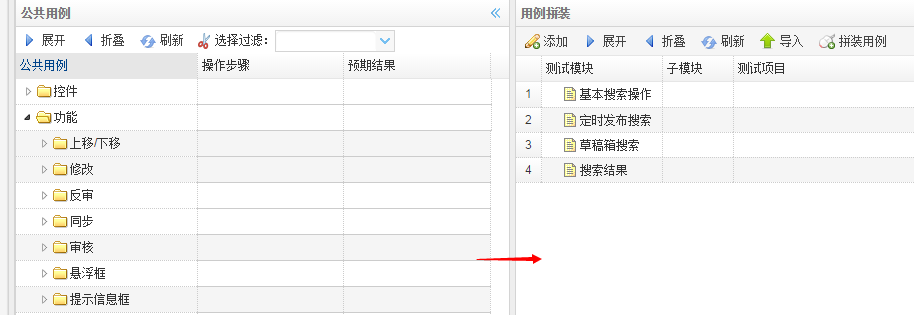 公共用例
展开 折叠 刷新 选择过滤:
公共用例 操作步骤 预期结果
控件
功能
上移/下移
修改
反审
同步
审核
悬浮框
提示信息框
用例拼装
添加 展开 折叠 刷新 导入 拼装用例
测试模块 子模块 测试项目
1 基本搜索操作
2 定时发布搜索
3 草稿箱搜索
4 搜索结果